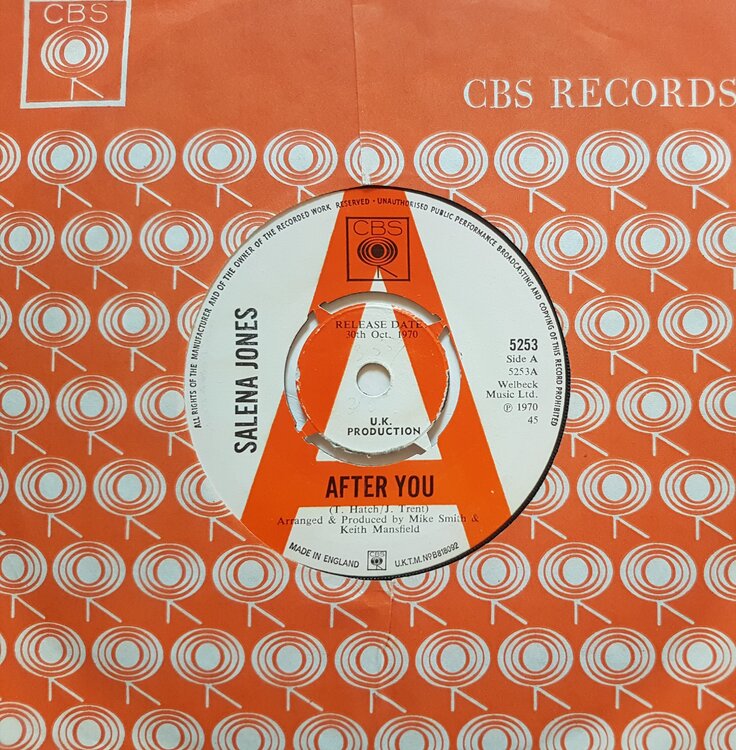 CBS
CBS RECORDS
ALL RIGHTS OF THE MANUFACTURER AND OF THE OWNER OF THE RECORDED WORK RESERVED · UNAUTHORISED PUBLIC PERFORMANCE BROADCASTING AND COPYING OF THIS RECORD PROHIBITED
CBS
A
SALENA JONES
RELEASE DATE
30th Oct. 1970
5253
Side A
5253A
Welbeck
Music Ltd.
℗ 1970
45
U.K.
PRODUCTION
AFTER YOU
(T. Hatch/J. Trent)
Arranged & Produced by Mike Smith &
Keith Mansfield
MADE IN ENGLAND
CBS
U.K.T.M. Nº B818092